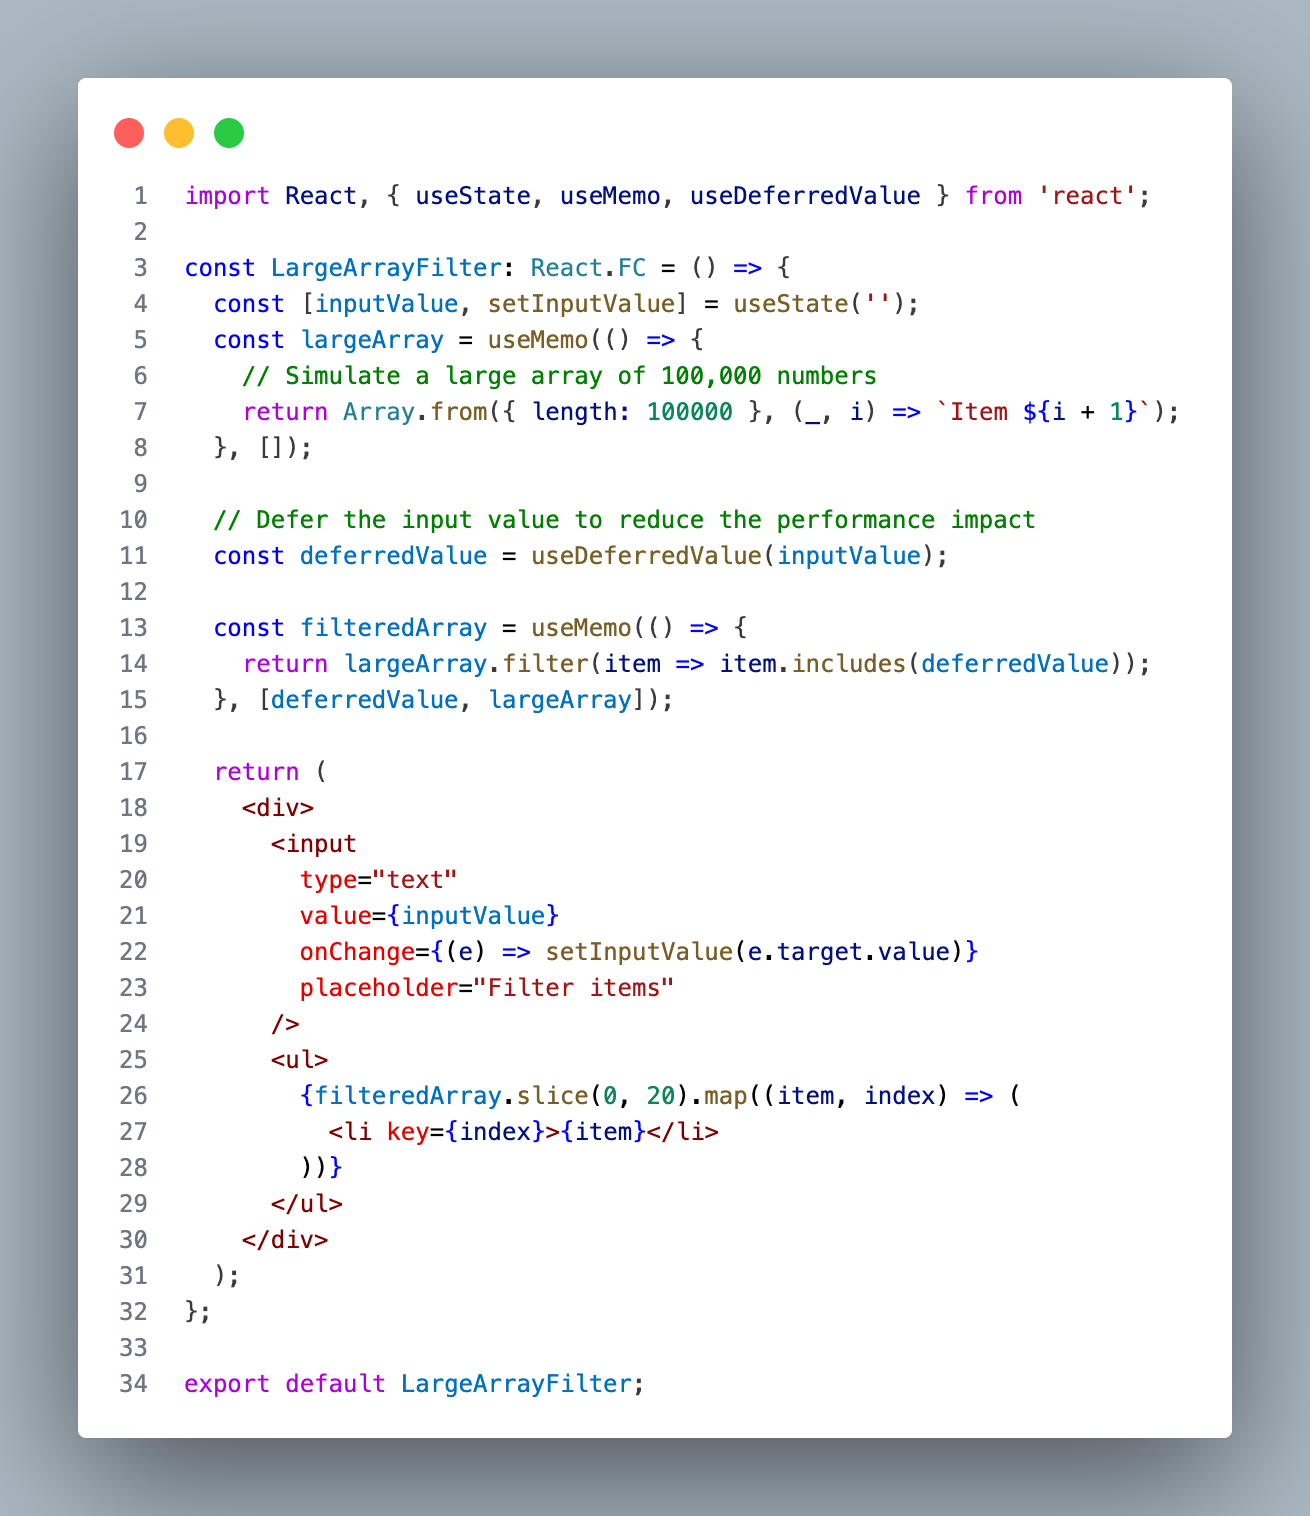 1 import React, { useState, useMemo, useDeferredValue } from 'react';
2
3 const LargeArrayFilter: React.FC = () => {
4   const [inputValue, setInputValue] = useState('');
5   const largeArray = useMemo(() => {
6     // Simulate a large array of 100,000 numbers
7     return Array.from({ length: 100000 }, (_, i) => `Item ${i + 1}`);
8   }, []);
9
10   // Defer the input value to reduce the performance impact
11   const deferredValue = useDeferredValue(inputValue);
12
13   const filteredArray = useMemo(() => {
14     return largeArray.filter(item => item.includes(deferredValue));
15   }, [deferredValue, largeArray]);
16
17   return (
18     <div>
19       <input
20         type="text"
21         value={inputValue}
22         onChange={(e) => setInputValue(e.target.value)}
23         placeholder="Filter items"
24       />
25       <ul>
26         {filteredArray.slice(0, 20).map((item, index) => (
27           <li key={index}>{item}</li>
28         ))}
29       </ul>
30     </div>
31   );
32 };
33
34 export default LargeArrayFilter;